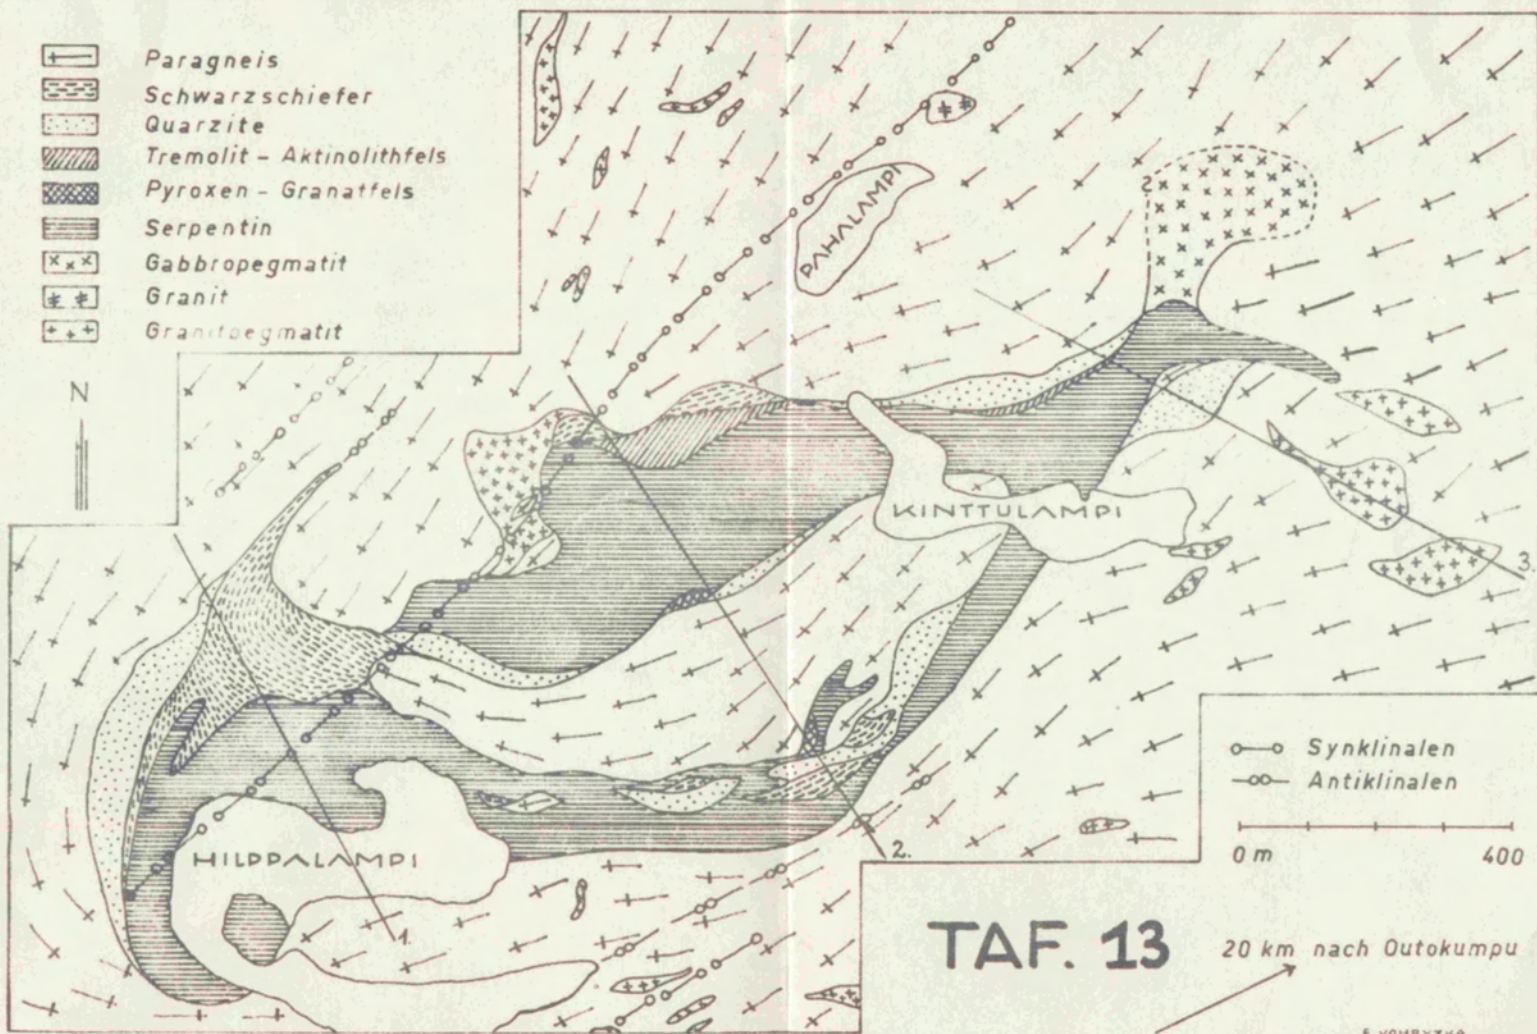 Paragneis
Schwarzschiefer
Quarzite
Tremolit - Aktinolithfels
Pyroxen - Granatfels
Serpentin
Gabbropegmatit
Granit
Granitpegmatit
N
PAHALAMPI
?
KINTTULAMPI
3.
HILPPALAMPI
1.
2.
Synklinalen
Antiklinalen
0 m 400
TAF. 13
20 km nach Outokumpu